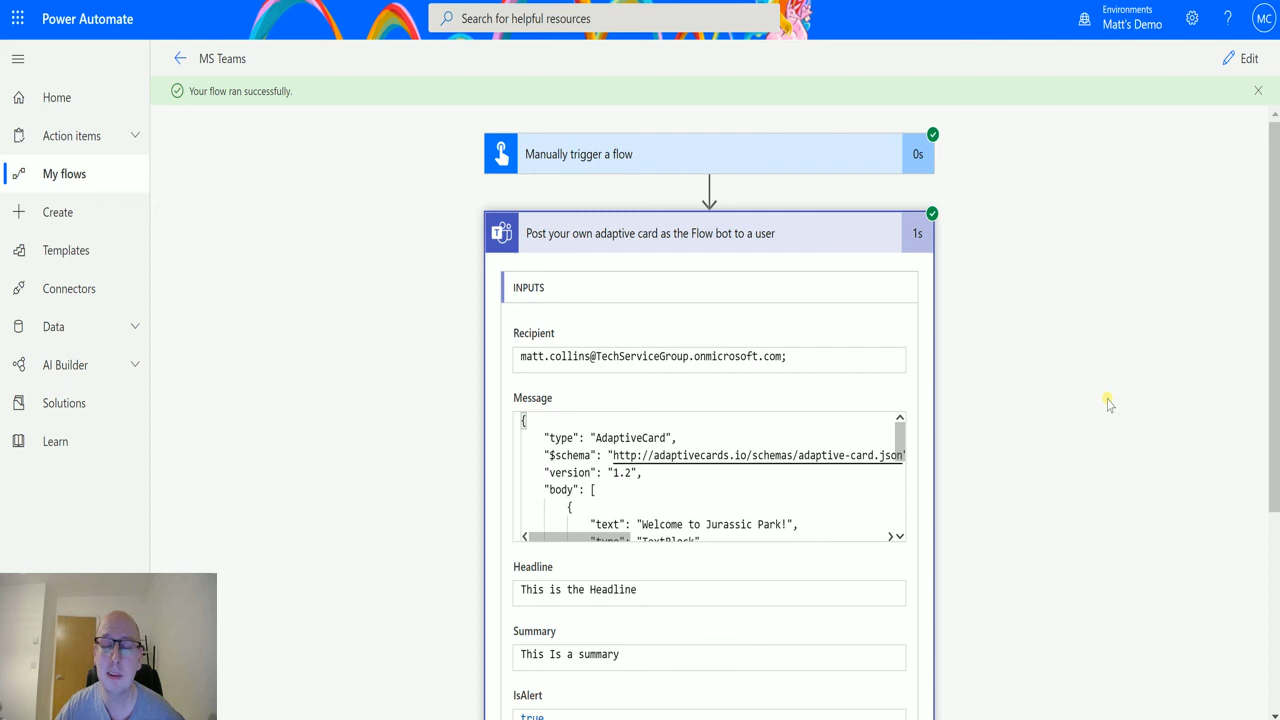 Power Automate
Search for helpful resources
Environments
Matt's Demo
MC
MS Teams
Edit
Your flow ran successfully.
Home
Action items
My flows
Create
Templates
Connectors
Data
AI Builder
Solutions
Learn
Manually trigger a flow
0s
Post your own adaptive card as the Flow bot to a user
1s
INPUTS
Recipient
matt.collins@TechServiceGroup.onmicrosoft.com;
Message
{
"type": "AdaptiveCard",
"$schema": "http://adaptivecards.io/schemas/adaptive-card.json"
"version": "1.2",
"body": [
{
"text": "Welcome to Jurassic Park!",
"type": "TextBlock"
Headline
This is the Headline
Summary
This Is a summary
IsAlert
true